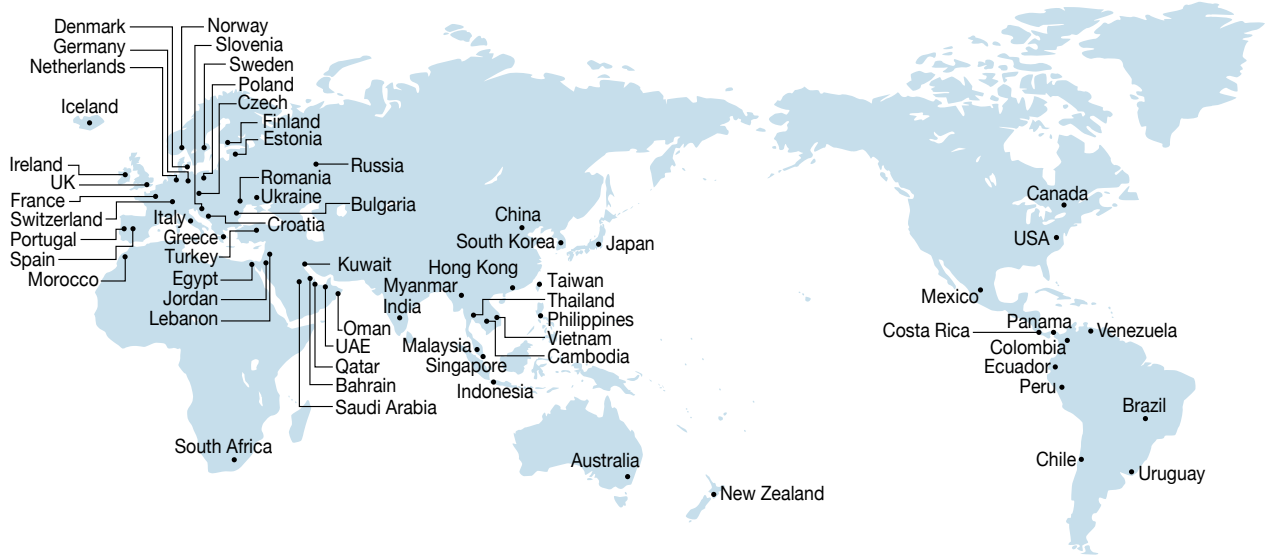 Denmark
Norway
Germany
Slovenia
Netherlands
Sweden
Poland
Iceland
Czech
Finland
Estonia
Ireland
Russia
UK
Romania
France
Ukraine
Bulgaria
Switzerland
Italy
Croatia
Portugal
Greece
Spain
Turkey
Morocco
Egypt
Kuwait
Jordan
Lebanon
Oman
UAE
Qatar
Bahrain
Saudi Arabia
South Africa
China
South Korea
Japan
Hong Kong
Myanmar
Taiwan
India
Thailand
Philippines
Vietnam
Malaysia
Cambodia
Singapore
Indonesia
Australia
New Zealand
Canada
USA
Mexico
Panama
Costa Rica
Venezuela
Colombia
Ecuador
Peru
Brazil
Chile
Uruguay